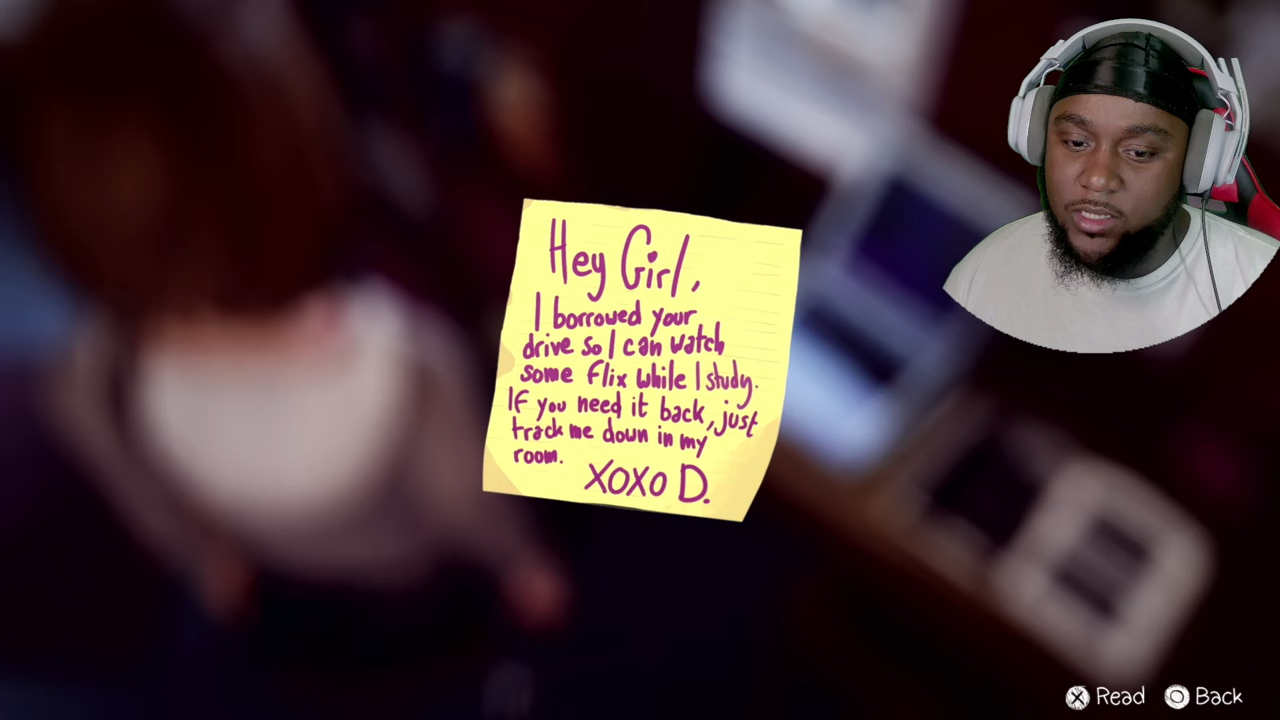 Hey Girl,
I borrowed your
drive so I can watch
some flix while I study.
If you need it back, just
track me down in my
room.
XOXO D.
Read Back